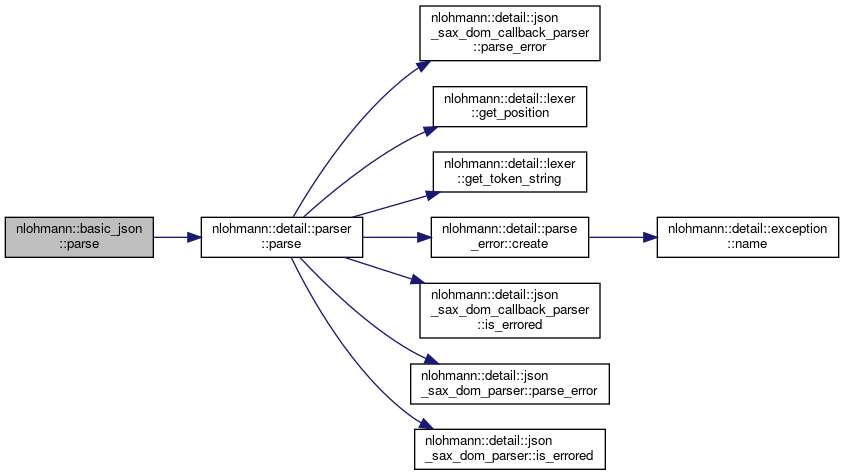 nlohmann::detail::json
_sax_dom_callback_parser
::parse_error
nlohmann::detail::lexer
::get_position
nlohmann::detail::lexer
::get_token_string
nlohmann::basic_json
::parse
nlohmann::detail::parser
::parse
nlohmann::detail::parse
_error::create
nlohmann::detail::exception
::name
nlohmann::detail::json
_sax_dom_callback_parser
::is_errored
nlohmann::detail::json
_sax_dom_parser::parse_error
nlohmann::detail::json
_sax_dom_parser::is_errored